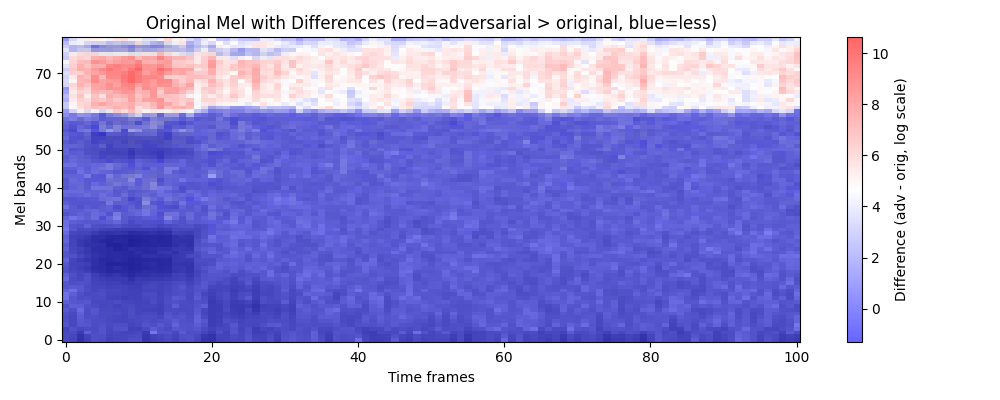 Original Mel with Differences (red=adversarial > original, blue=less)
Mel bands
70
60
50
40
30
20
10
0
0 20 40 60 80 100
Time frames
10
8
6
4
2
0
Difference (adv - orig, log scale)